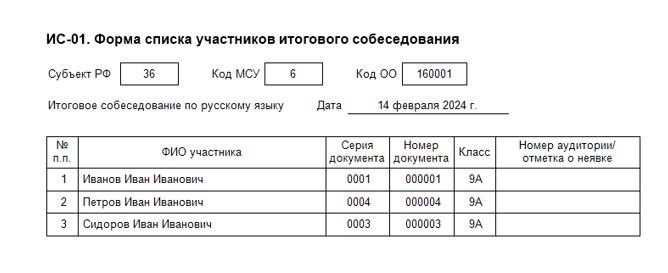 ИС-01. Форма списка участников итогового собеседования
Субъект РФ 36 Код МСУ 6 Код ОО 160001
Итоговое собеседование по русскому языку Дата 14 февраля 2024 г.
№ п.п. ФИО участника Серия документа Номер документа Класс Номер аудитории/ отметка о неявке
1 Иванов Иван Иванович 0001 000001 9А
2 Петров Иван Иванович 0004 000004 9А
3 Сидоров Иван Иванович 0003 000003 9А